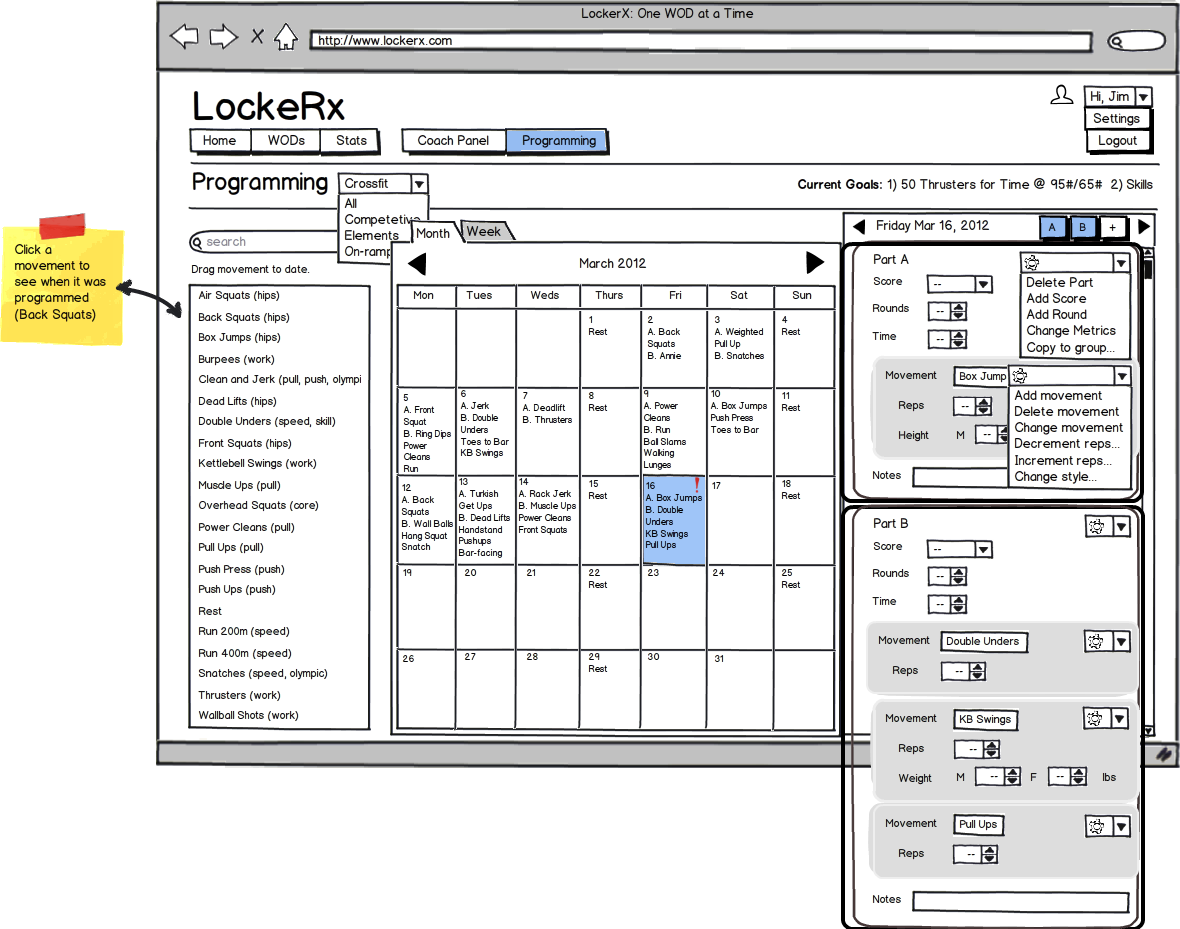 LockerX: One WOD at a Time
http://www.lockerx.com
LockeRx
Hi, Jim
Settings
Logout
Home
WODs
Stats
Coach Panel
Programming
Programming
Crossfit
All
Competetive
Elements
On-ramp
Current Goals: 1) 50 Thrusters for Time @ 95#/65# 2) Skills
Click a
movement to
see when it was
programmed
(Back Squats)
search
Drag movement to date.
Air Squats (hips)
Back Squats (hips)
Box Jumps (hips)
Burpees (work)
Clean and Jerk (pull, push, olympi
Dead Lifts (hips)
Double Unders (speed, skill)
Front Squats (hips)
Kettlebell Swings (work)
Muscle Ups (pull)
Overhead Squats (core)
Power Cleans (pull)
Pull Ups (pull)
Push Press (push)
Push Ups (push)
Rest
Run 200m (speed)
Run 400m (speed)
Snatches (speed, olympic)
Thrusters (work)
Wallball Shots (work)
Month
Week
March 2012
Mon
Tues
Weds
Thurs
Fri
Sat
Sun
1
Rest
2
A. Back
Squats
B. Annie
3
A. Weighted
Pull Up
B. Snatches
4
Rest
5
A. Front
Squat
B. Ring Dips
Power
Cleans
Run
6
A. Jerk
B. Double
Unders
Toes to Bar
KB Swings
7
A. Deadlift
B. Thrusters
8
Rest
9
A. Power
Cleans
B. Run
Ball Slams
Walking
Lunges
10
A. Box Jumps
Push Press
Toes to Bar
11
Rest
12
A. Back
Squats
B. Wall Balls
Hang Squat
Snatch
13
A. Turkish
Get Ups
B. Dead Lifts
Handstand
Pushups
Bar-facing
14
A. Rack Jerk
B. Muscle Ups
Power Cleans
Front Squats
15
Rest
16 !
A. Box Jumps
B. Double
Unders
KB Swings
Pull Ups
17
18
Rest
19
20
21
22
Rest
23
24
25
Rest
26
27
28
29
Rest
30
31
Friday Mar 16, 2012
A
B
+
Part A
Score
--
Rounds
--
Time
--
Delete Part
Add Score
Add Round
Change Metrics
Copy to group...
Movement
Box Jump
Reps
--
Height M --
Add movement
Delete movement
Change movement
Decrement reps...
Increment reps...
Change style...
Notes
Part B
Score
--
Rounds
--
Time
--
Movement
Double Unders
Reps
--
Movement
KB Swings
Reps
--
Weight M -- F -- lbs
Movement
Pull Ups
Reps
--
Notes